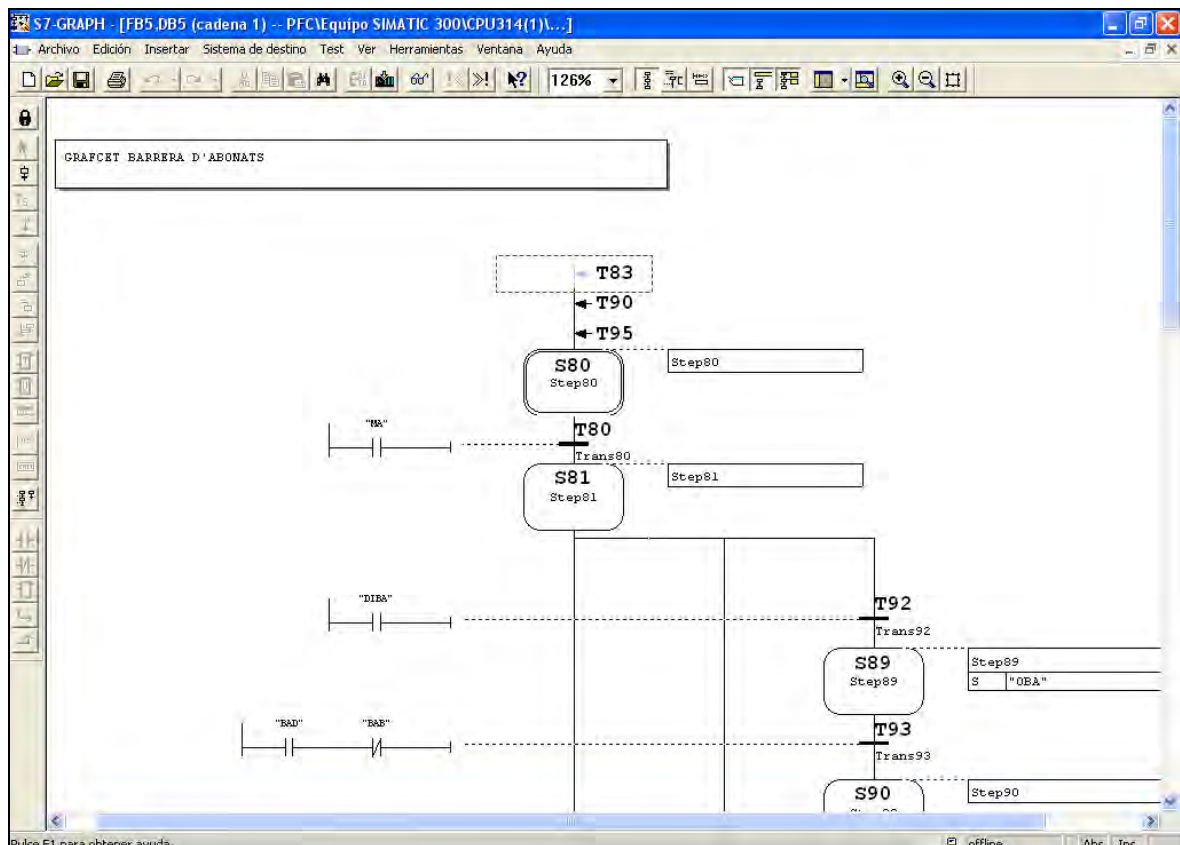 S7-GRAPH - [FB5,DB5 (cadena 1) -- PFC\Equipo SIMATIC 300\CPU314(1)\...]
Archivo Edición Insertar Sistema de destino Test Ver Herramientas Ventana Ayuda
126%
GRAFCET BARRERA D'ABONATS
T83
T90
T95
S80
Step80
Step80
"MA"
T80
Trans80
S81
Step81
Step81
"DIBA"
T92
Trans92
S89
Step89
Step89
S "OBA"
"BAD" "BAB"
T93
Trans93
S90
Step90
Pulse F1 para obtener ayuda.
offline Abs Ins